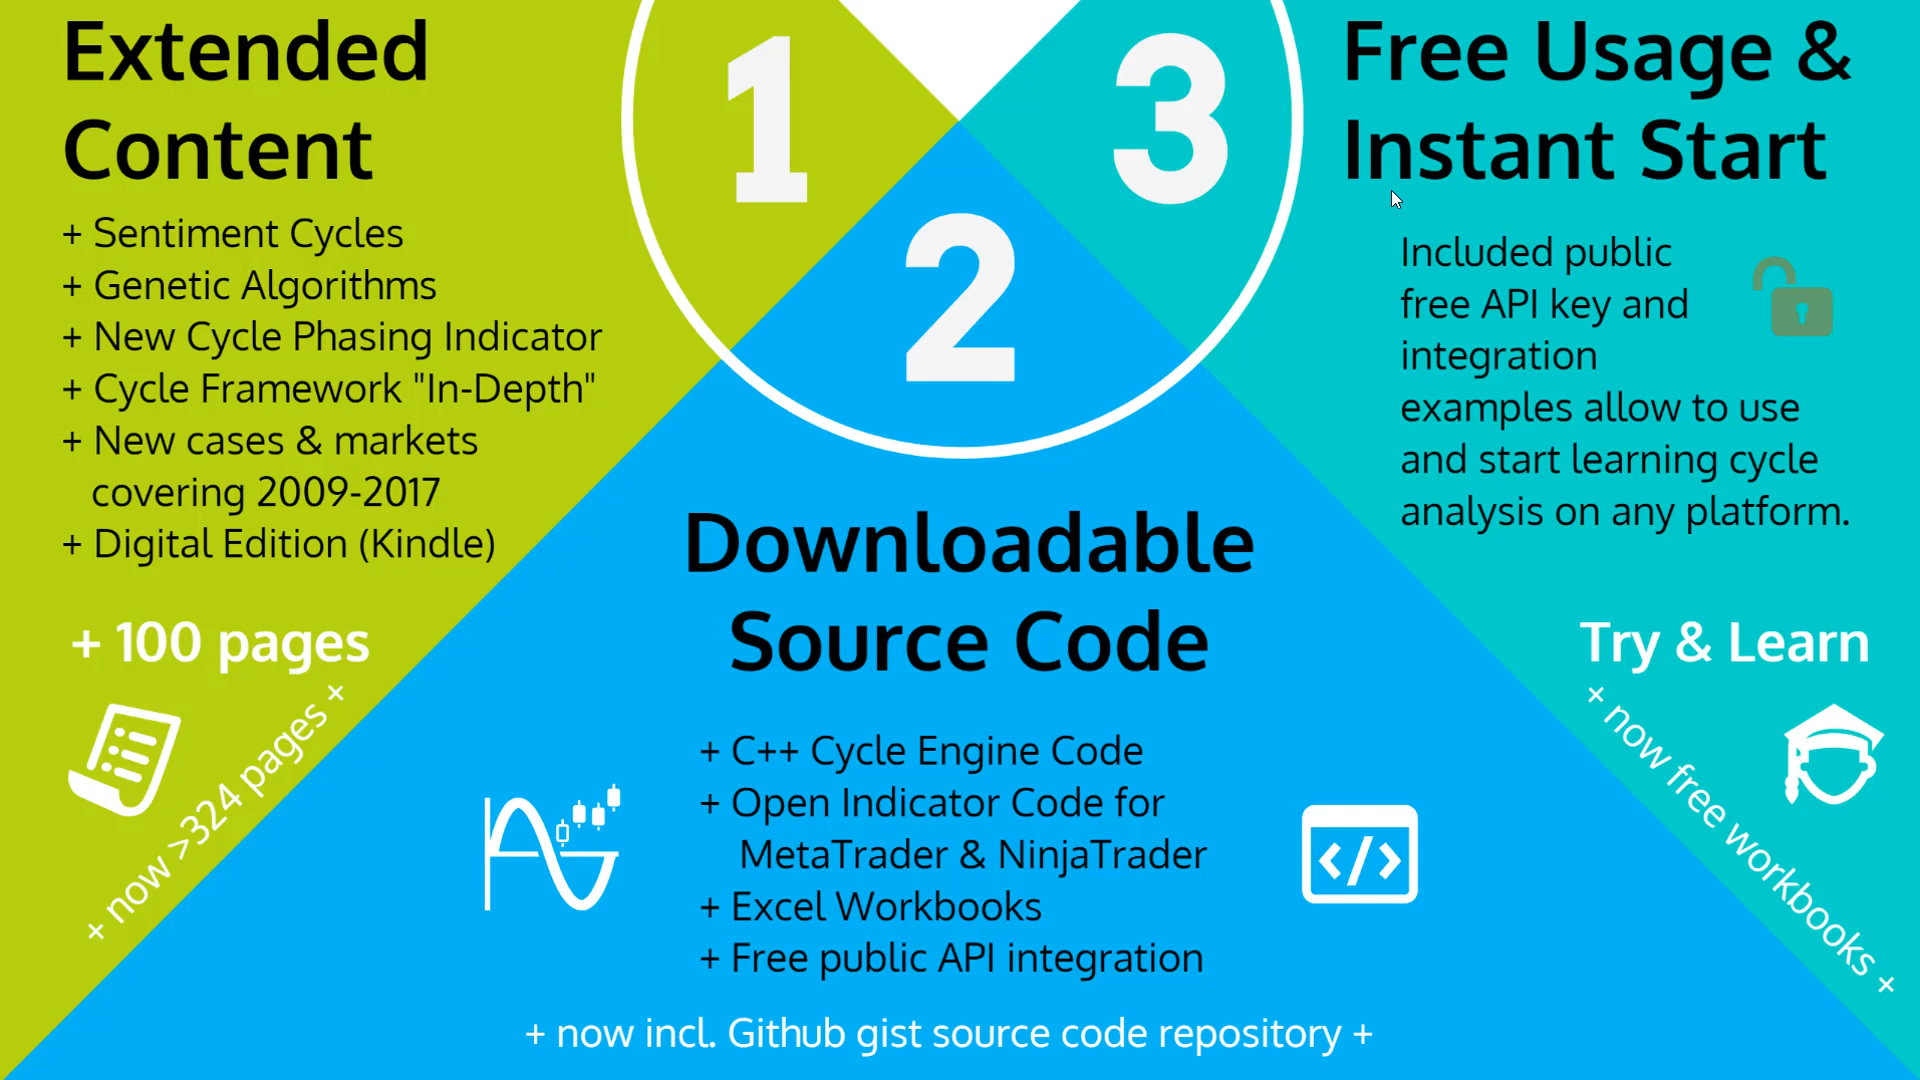 Extended
Content
+ Sentiment Cycles
+ Genetic Algorithms
+ New Cycle Phasing Indicator
+ Cycle Framework "In-Depth"
+ New cases & markets
covering 2009-2017
+ Digital Edition (Kindle)
+ 100 pages
+ now >324 pages +
1
2
3
Downloadable
Source Code
+ C++ Cycle Engine Code
+ Open Indicator Code for
MetaTrader & NinjaTrader
+ Excel Workbooks
+ Free public API integration
</>
+ now incl. Github gist source code repository +
Free Usage &
Instant Start
Included public
free API key and
integration
examples allow to use
and start learning cycle
analysis on any platform.
Try & Learn
+ now free workbooks +